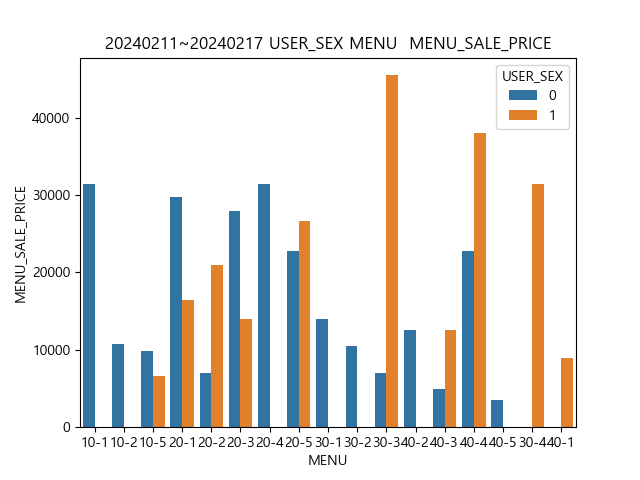 20240211~20240217 USER_SEX MENU MENU_SALE_PRICE
USER_SEX
0
1
MENU_SALE_PRICE
40000
30000
20000
10000
0
10-1 10-2 10-5 20-1 20-2 20-3 20-4 20-5 30-1 30-2 30-3 40-2 40-3 40-4 40-5 30-4 40-1
MENU